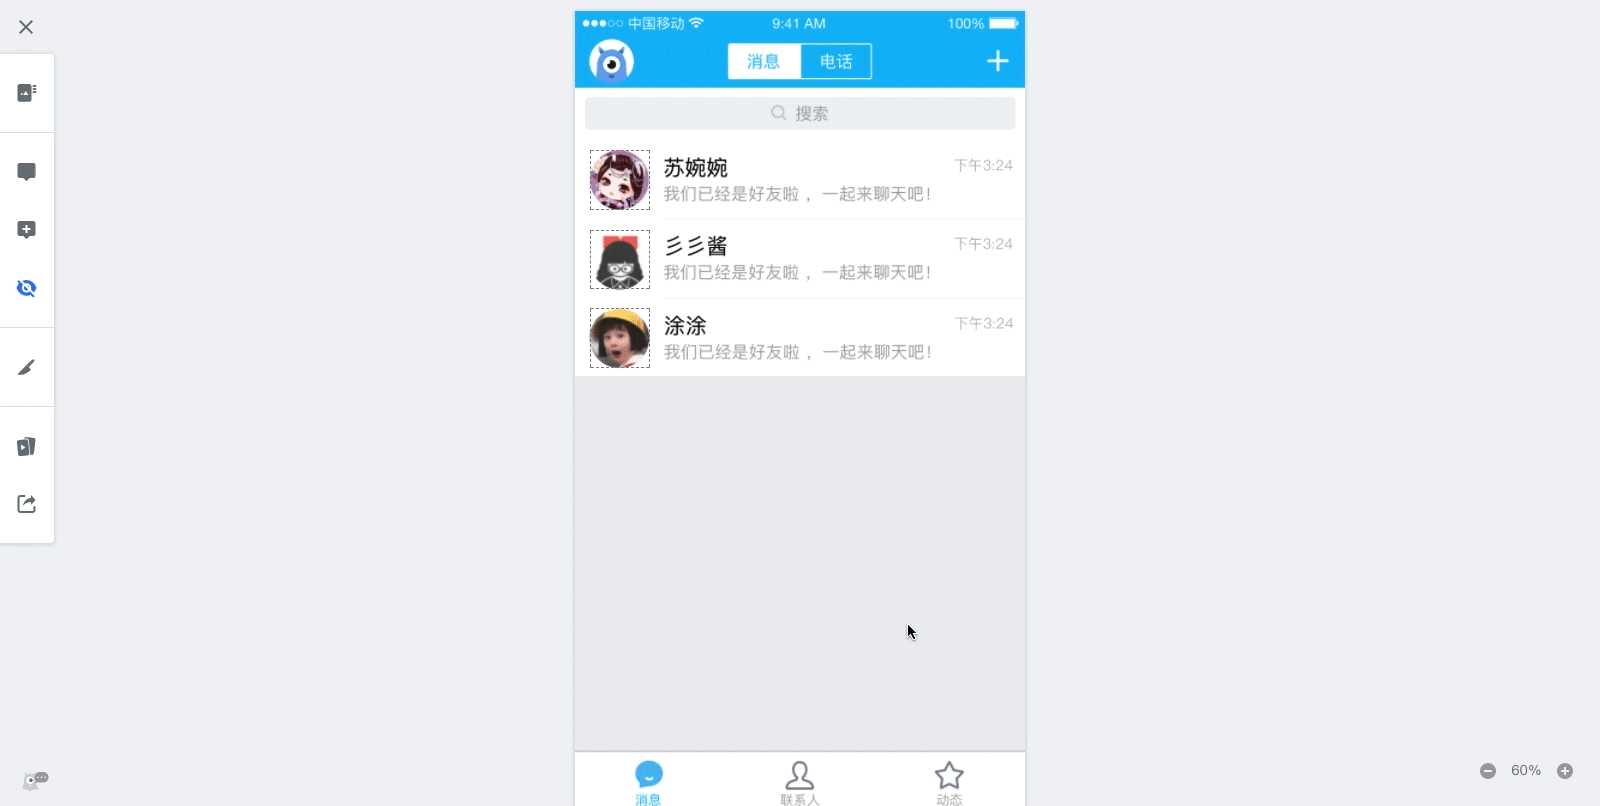 中国移动 9:41 AM 100%
消息 电话
搜索
苏婉婉 下午3:24
我们已经是好友啦，一起来聊天吧！
彡彡酱 下午3:24
我们已经是好友啦，一起来聊天吧！
涂涂 下午3:24
我们已经是好友啦，一起来聊天吧！
60%
消息 联系人 动态